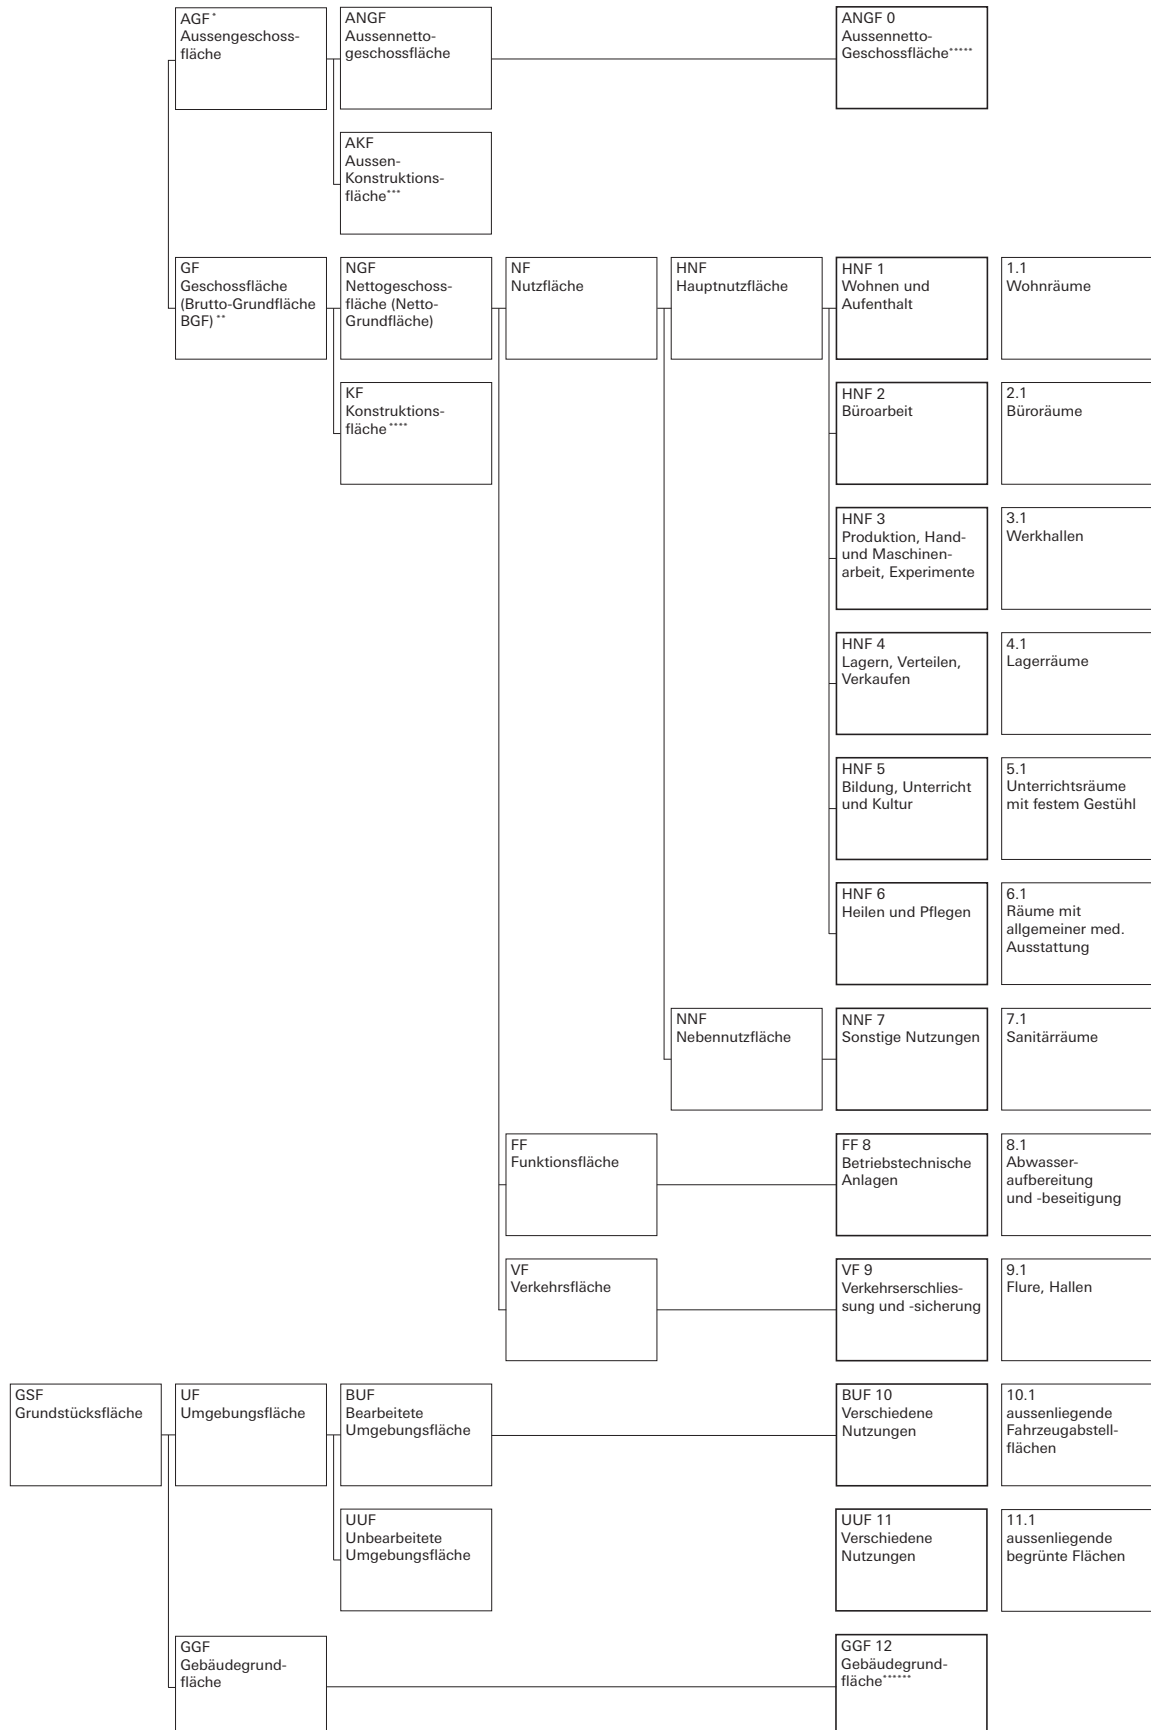 AGF*
Aussengeschoss-
fläche
ANGF
Aussennetto-
geschossfläche
ANGF 0
Aussennetto-
Geschossfläche*****
AKF
Aussen-
Konstruktions-
fläche***
GF
Geschossfläche
(Brutto-Grundfläche
BGF)**
NGF
Nettogeschoss-
fläche (Netto-
Grundfläche)
NF
Nutzfläche
HNF
Hauptnutzfläche
HNF 1
Wohnen und
Aufenthalt
1.1
Wohnräume
KF
Konstruktions-
fläche****
HNF 2
Büroarbeit
2.1
Büroräume
HNF 3
Produktion, Hand-
und Maschinen-
arbeit, Experimente
3.1
Werkhallen
HNF 4
Lagern, Verteilen,
Verkaufen
4.1
Lagerräume
HNF 5
Bildung, Unterricht
und Kultur
5.1
Unterrichtsräume
mit festem Gestühl
HNF 6
Heilen und Pflegen
6.1
Räume mit
allgemeiner med.
Ausstattung
NNF
Nebennutzfläche
NNF 7
Sonstige Nutzungen
7.1
Sanitärräume
FF
Funktionsfläche
FF 8
Betriebstechnische
Anlagen
8.1
Abwasser-
aufbereitung
und -beseitigung
VF
Verkehrsfläche
VF 9
Verkehrserschlies-
sung und -sicherung
9.1
Flure, Hallen
GSF
Grundstücksfläche
UF
Umgebungsfläche
BUF
Bearbeitete
Umgebungsfläche
BUF 10
Verschiedene
Nutzungen
10.1
aussenliegende
Fahrzeugabstell-
flächen
UUF
Unbearbeitete
Umgebungsfläche
UUF 11
Verschiedene
Nutzungen
11.1
aussenliegende
begrünte Flächen
GGF
Gebäudegrund-
fläche
GGF 12
Gebäudegrund-
fläche******